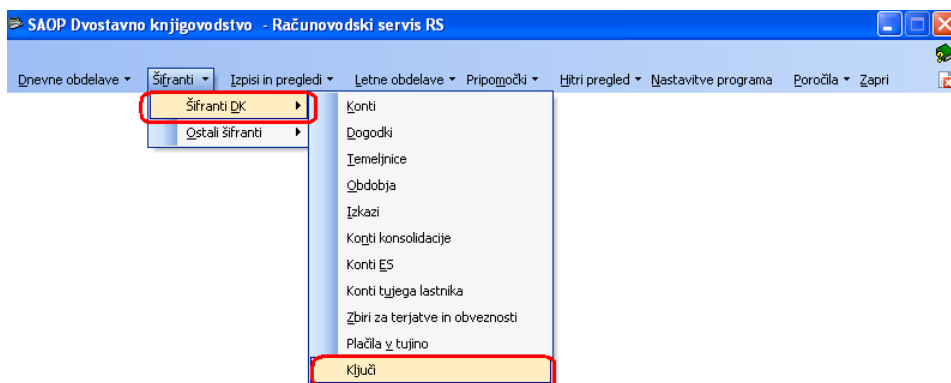 SAOP Dvostavno knjigovodstvo - Računovodski servis RS
Dnevne obdelave Šifranti Izpisi in pregledi Letne obdelave Pripomočki Hitri pregled Nastavitve programa Poročila Zapri
Šifranti DK
Ostali šifranti
Konti
Dogodki
Temeljnice
Obdobja
Izkazi
Konti konsolidacije
Konti ES
Konti tujega lastnika
Zbiri za terjatve in obveznosti
Plačila v tujino
Ključi